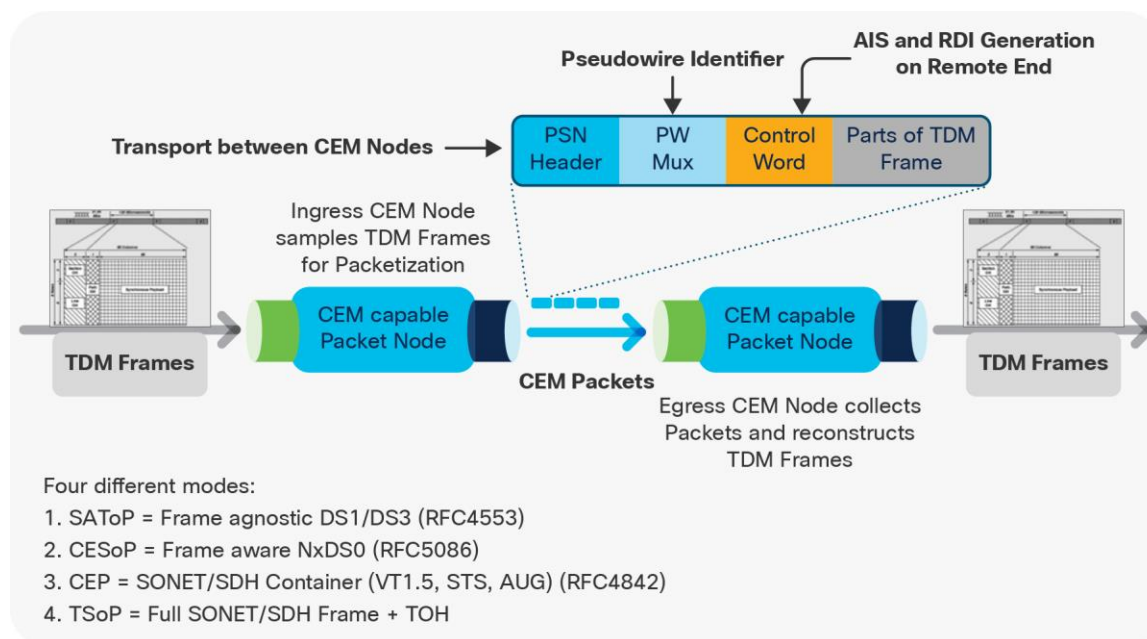 AIS and RDI Generation
on Remote End
Pseudowire Identifier
Transport between CEM Nodes
PSN
Header
PW
Mux
Control
Word
Parts of TDM
Frame
Ingress CEM Node
samples TDM Frames
for Packetization
Synchronous Payload
Synchronous Payload
CEM capable
Packet Node
CEM capable
Packet Node
TDM Frames
CEM Packets
TDM Frames
Egress CEM Node collects
Packets and reconstructs
TDM Frames
Four different modes:
1. SAToP = Frame agnostic DS1/DS3 (RFC4553)
2. CESoP = Frame aware NxDS0 (RFC5086)
3. CEP = SONET/SDH Container (VT1.5, STS, AUG) (RFC4842)
4. TSoP = Full SONET/SDH Frame + TOH